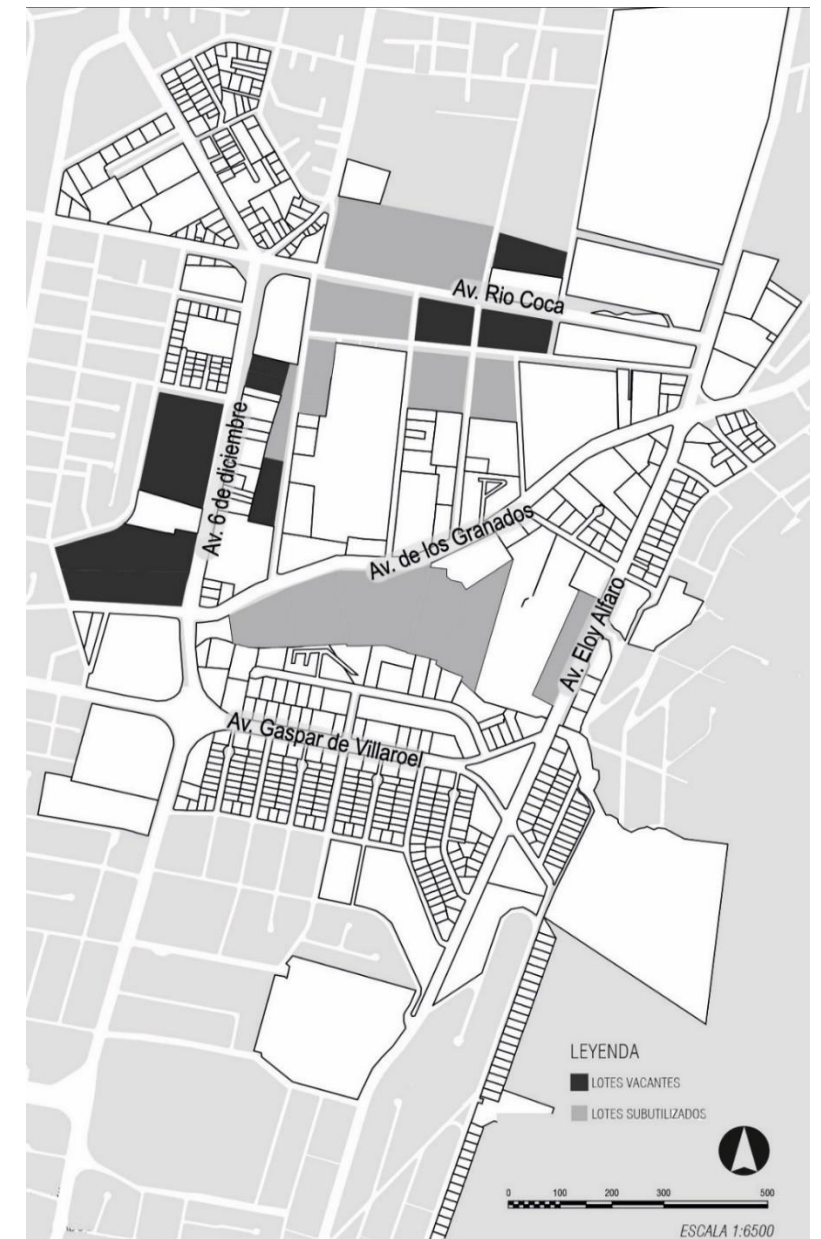 Av. Rio Coca
Av. 6 de diciembre
Av. de los Granados
Av. Eloy Alfaro
Av. Gaspar de Villaroel
LEYENDA
LOTES VACANTES
LOTES SUBUTILIZADOS
0 100 200 300 500
ESCALA 1:6500